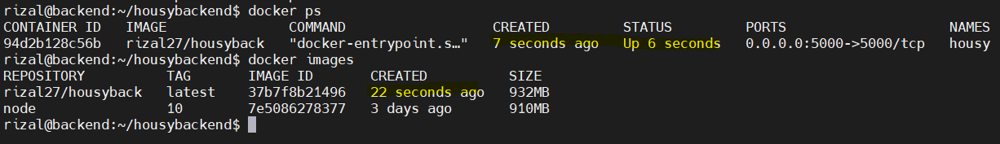 rizal@backend:~/housybackend$ docker ps
CONTAINER ID   IMAGE                COMMAND                  CREATED         STATUS         PORTS                    NAMES
94d2b128c56b   rizal27/housyback    "docker-entrypoint.s…"   7 seconds ago   Up 6 seconds   0.0.0.0:5000->5000/tcp   housy
rizal@backend:~/housybackend$ docker images
REPOSITORY          TAG       IMAGE ID       CREATED          SIZE
rizal27/housyback   latest    37b7f8b21496   22 seconds ago   932MB
node                10        7e5086278377   3 days ago       910MB
rizal@backend:~/housybackend$